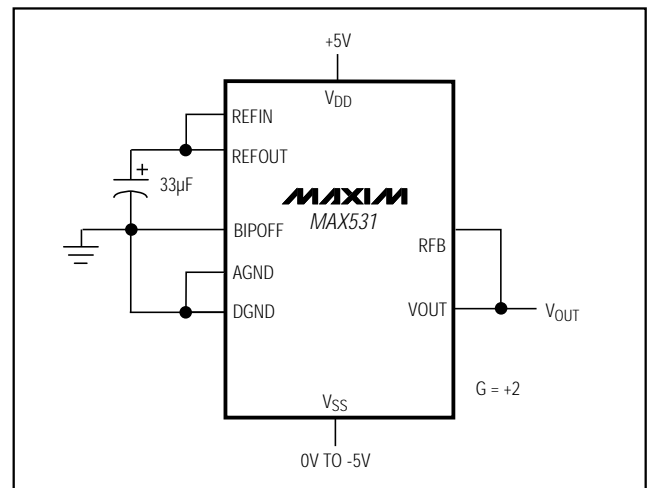 +5V
VDD
REFIN
REFOUT
+
33µF
MAXIM
MAX531
BIPOFF
RFB
AGND
DGND
VOUT
VOUT
G = +2
VSS
0V TO -5V